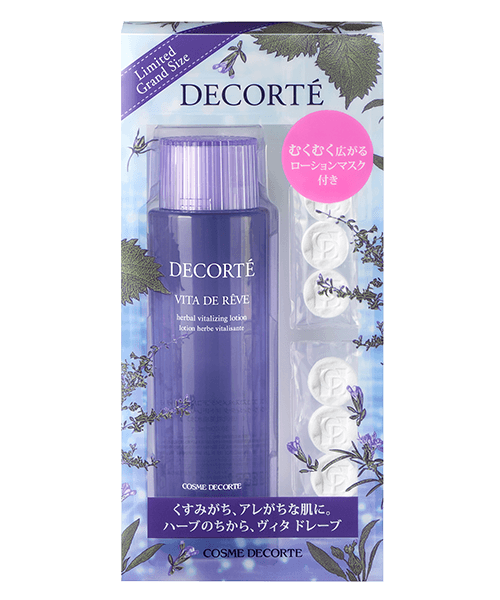 Limited
Grand Size
DECORTÉ
むくむく広がる
ローションマスク
付き
DECORTÉ
VITA DE RÊVE
herbal vitalizing lotion
lotion herbe vitalisante
COSME DECORTE
くすみがち、アレがちな肌に。
ハーブのちから、ヴィタ ドレーブ
COSME DECORTE